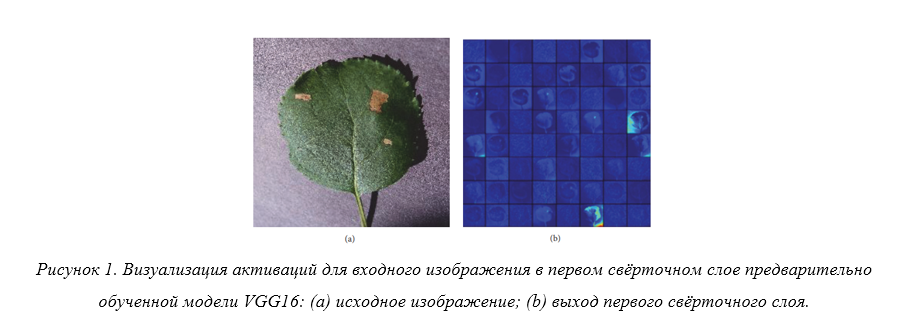 (a) (b)
Рисунок 1. Визуализация активаций для входного изображения в первом свёрточном слое предварительно
обученной модели VGG16: (a) исходное изображение; (b) выход первого свёрточного слоя.